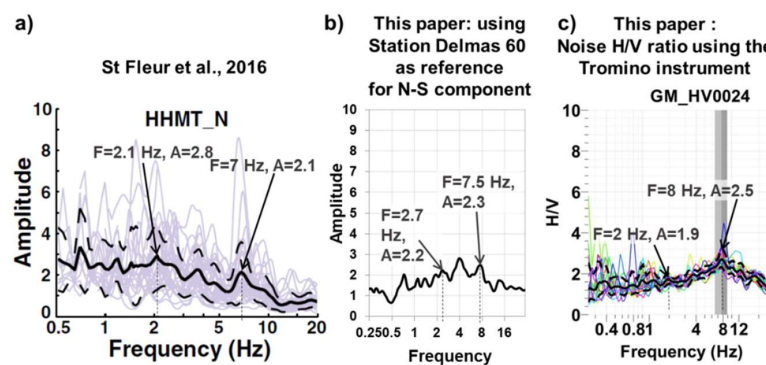 a)
St Fleur et al., 2016
HHMT_N
F=2.1 Hz, A=2.8
F=7 Hz, A=2.1
Amplitude
10
8
6
4
2
0
0.5
1
2
5
10
20
Frequency (Hz)
b)
This paper: using
Station Delmas 60
as reference
for N-S component
F=7.5 Hz,
A=2.3
F=2.7
Hz,
A=2.2
Amplitude
10
9
8
7
6
5
4
3
2
1
0
0.25
0.5
1
2
4
8
16
Frequency
c)
This paper :
Noise H/V ratio using the
Tromino instrument
GM_HV0024
F=8 Hz, A=2.5
F=2 Hz, A=1.9
H/V
10
8
6
4
2
0
0.4
0.81
4
812
Frequency (Hz)